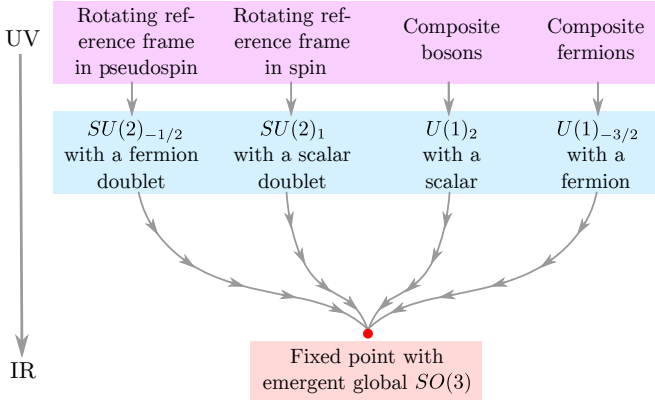 UV
Rotating ref-
erence frame
in pseudospin
Rotating ref-
erence frame
in spin
Composite
bosons
Composite
fermions
SU(2)₋₁/₂
with a fermion
doublet
SU(2)₁
with a scalar
doublet
U(1)₂
with a
scalar
U(1)₋₃/₂
with a
fermion
IR
Fixed point with
emergent global SO(3)